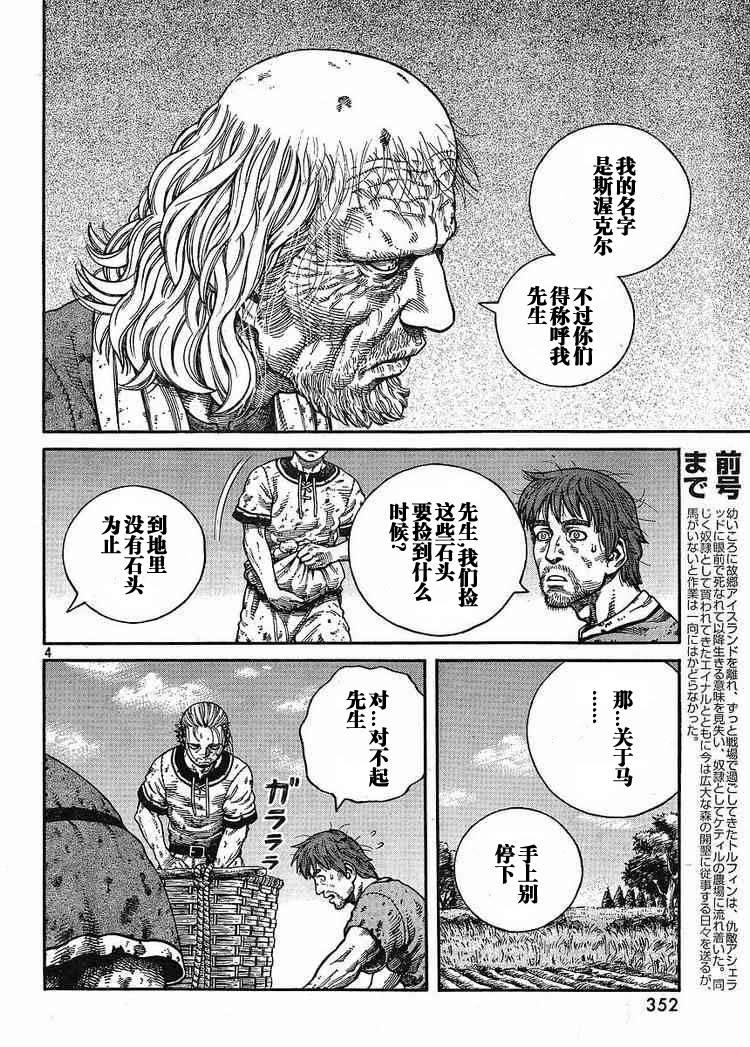 我的名字
是斯渥克尔
不过你们
得称呼我
先生
前号
まで
幼いころに故郷アイスランドを離れ、ずっと戦場で過ごしてきたトルフィンは、仇敵アシェラ
ッドに眼前で死なれて以降生きる意味を見失い、奴隷としてケティルの農場に流れ着いた。同
じく奴隷として買われてきたエイナルとともに今は広大な森の開墾に従事する日々を送るが、
馬がいないと作業は一向にはかどらなかった。
先生!我们捡
这些石头
要捡到什么
时候?
到地里
没有石头
为止
4
那…关于马
……
手上别
停下
对…对不起
先生
ガラララ
352